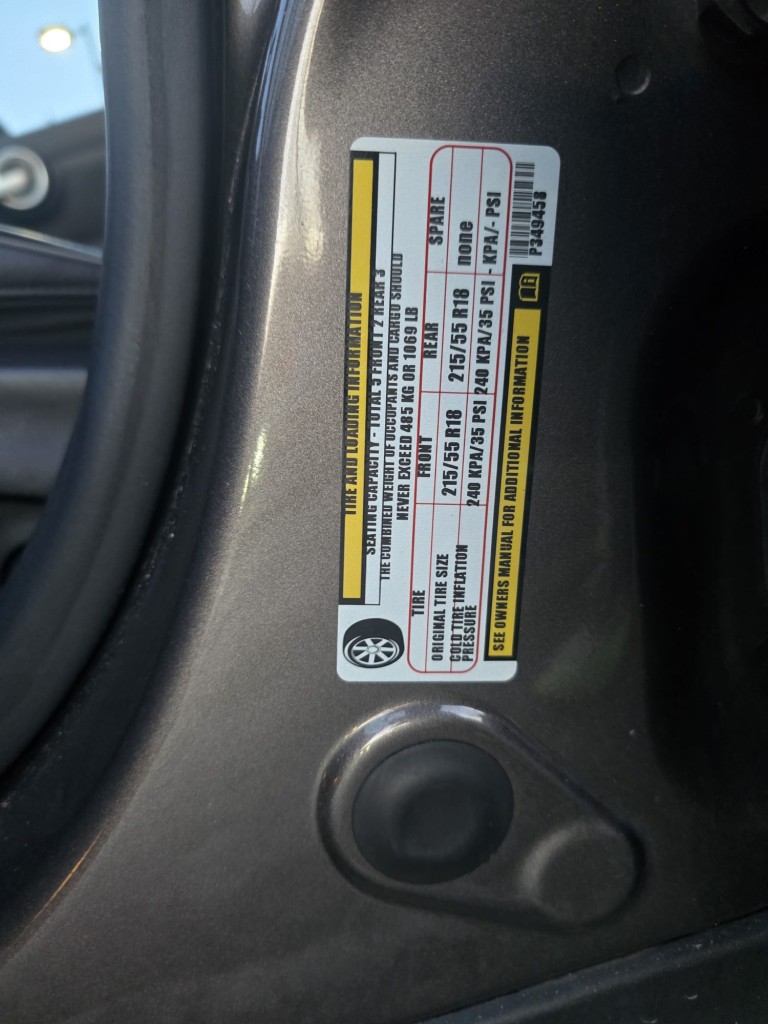 TIRE AND LOADING INFORMATION
SEATING CAPACITY - TOTAL 5 FRONT 2 REAR 3
THE COMBINED WEIGHT OF OCCUPANTS AND CARGO SHOULD
NEVER EXCEED 485 KG OR 1069 LB
TIRE FRONT REAR SPARE
ORIGINAL TIRE SIZE 215/55 R18 215/55 R18 none
COLD TIRE INFLATION
PRESSURE 240 KPA/35 PSI 240 KPA/35 PSI - KPA/- PSI
SEE OWNERS MANUAL FOR ADDITIONAL INFORMATION
P349458